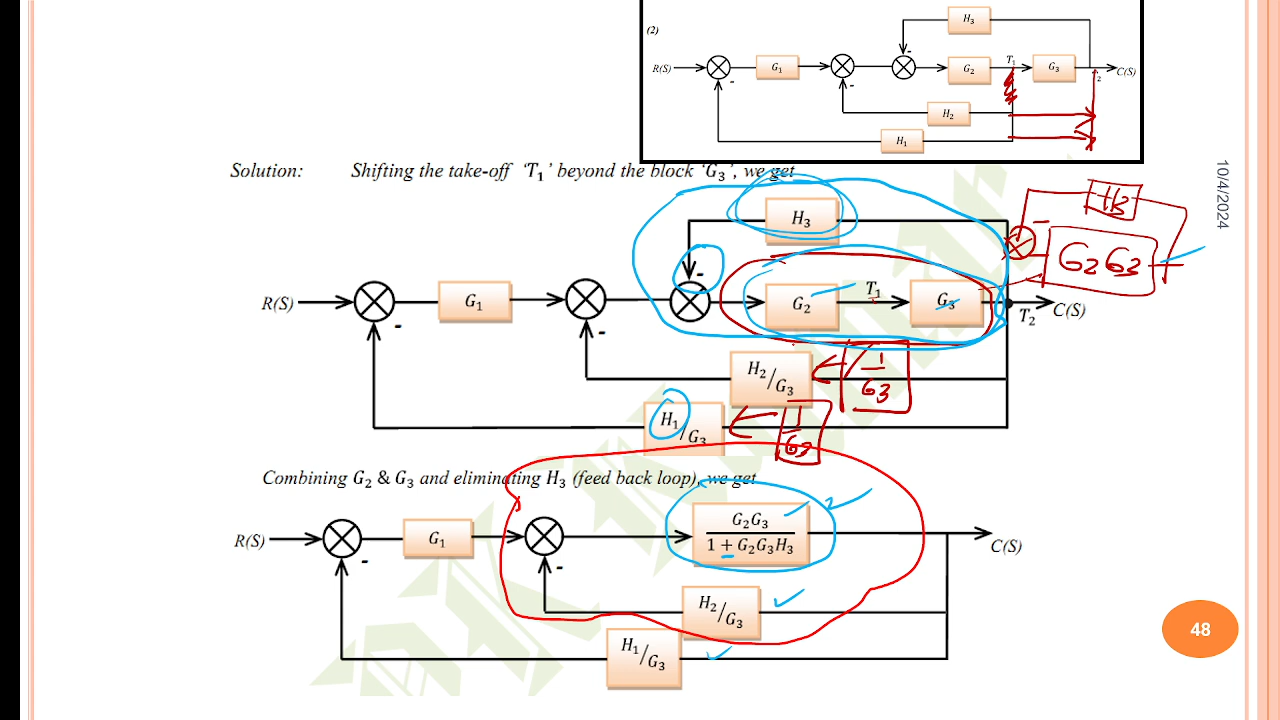 (2)
H₃
R(S) G₁ G₂ T₁ G₃ C(S)
- - -
2
H₂
H₁
Solution: Shifting the take-off 'T₁' beyond the block 'G₃', we get
10/4/2024
H₃
H3
-
-
G2G3
R(S) G₁ G₂ T₁ G₃ T₂ C(S)
- -
H₂/G₃
1/G3
H₁/G₃
1/G3
Combining G₂ & G₃ and eliminating H₃ (feed back loop), we get
R(S) G₁ G₂G₃ / 1 + G₂G₃H₃ C(S)
- -
H₂/G₃
H₁/G₃
48